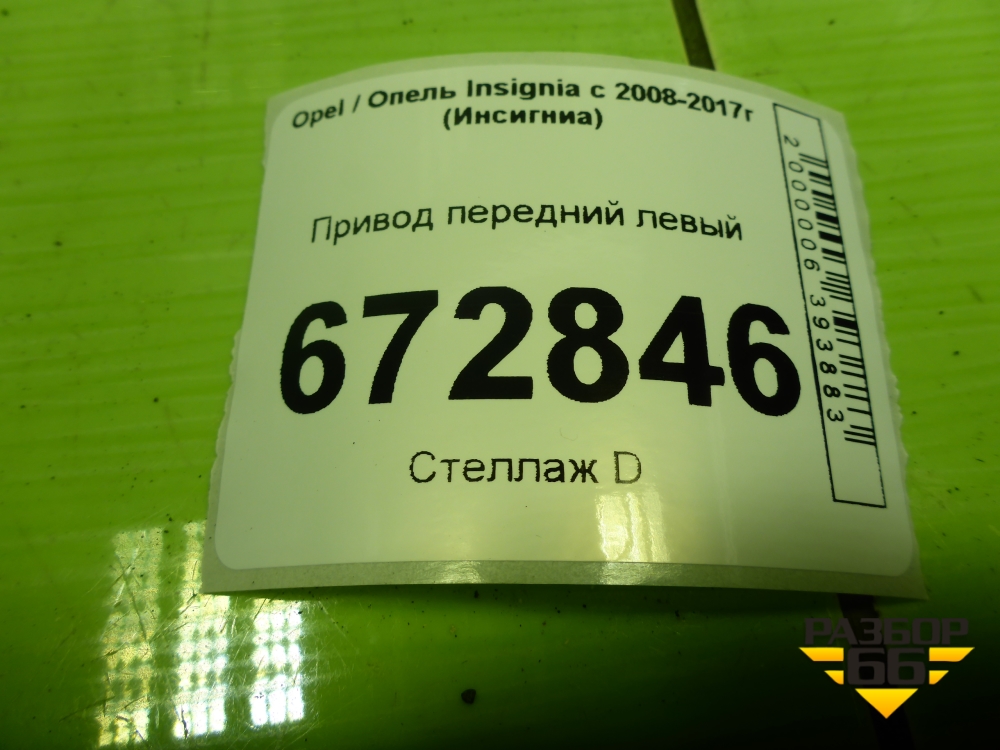 Opel / Опель Insignia с 2008-2017г
(Инсигниа)
Привод передний левый
672846
Стеллаж D
2000006393883
РАЗБОР
66